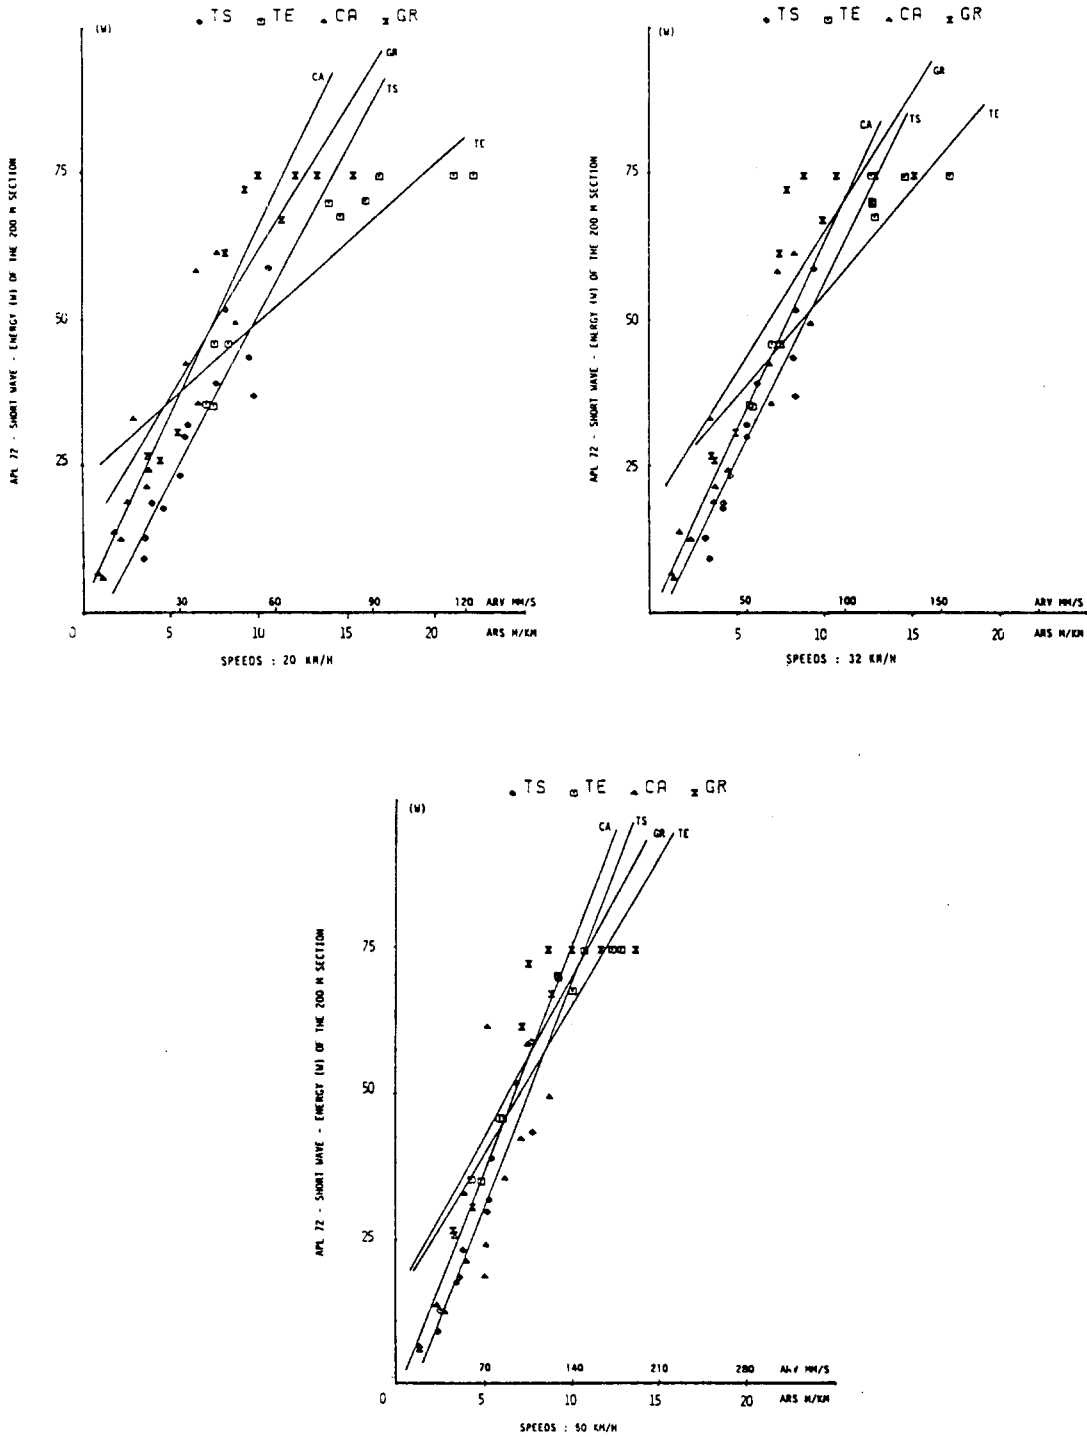 TS TE CA GR
(W)
GR
CA
TS
TE
75
50
25
APL 72 - SHORT WAVE - ENERGY (W) OF THE 200 M SECTION
30 60 90 120 ARV MM/S
0 5 10 15 20 ARS M/KM
SPEEDS : 20 KM/H
TS TE CA GR
(W)
GR
CA
TS
TE
75
50
25
APL 72 - SHORT WAVE - ENERGY (W) OF THE 200 M SECTION
50 100 150 ARV MM/S
0 5 10 15 20 ARS M/KM
SPEEDS : 32 KM/H
TS TE CA GR
(W)
CA
TS
GR
TE
75
50
25
APL 72 - SHORT WAVE - ENERGY (W) OF THE 200 M SECTION
70 140 210 280 ARV MM/S
0 5 10 15 20 ARS M/KM
SPEEDS : 50 KM/H